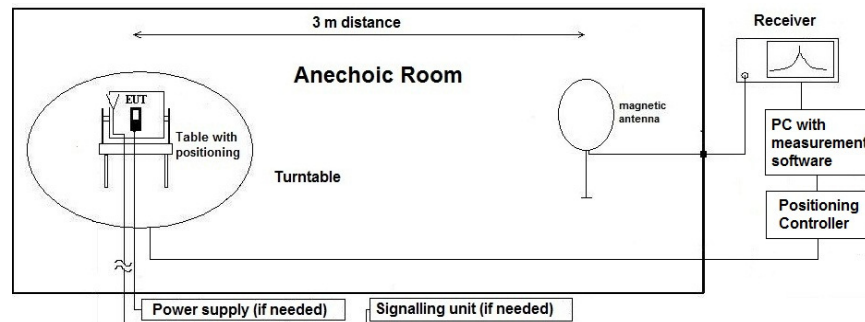 3 m distance
Receiver
Anechoic Room
EUT
magnetic
antenna
Table with
positioning
PC with
measurement
software
Turntable
Positioning
Controller
Power supply (if needed)
Signalling unit (if needed)